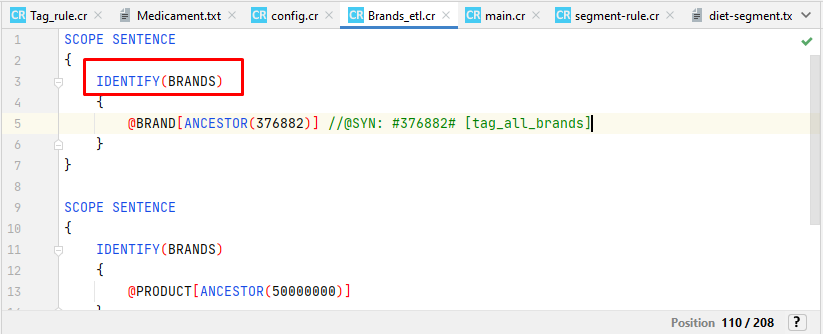 CR Tag_rule.cr × Medicament.txt × CR config.cr × CR Brands_etl.cr × CR main.cr × CR segment-rule.cr × diet-segment.tx
1 SCOPE SENTENCE
2 {
3 IDENTIFY(BRANDS)
4 {
5 @BRAND[ANCESTOR(376882)] //@SYN: #376882# [tag_all_brands]
6 }
7 }
8
9 SCOPE SENTENCE
10 {
11 IDENTIFY(BRANDS)
12 {
13 @PRODUCT[ANCESTOR(50000000)]
}
Position 110 / 208 ?